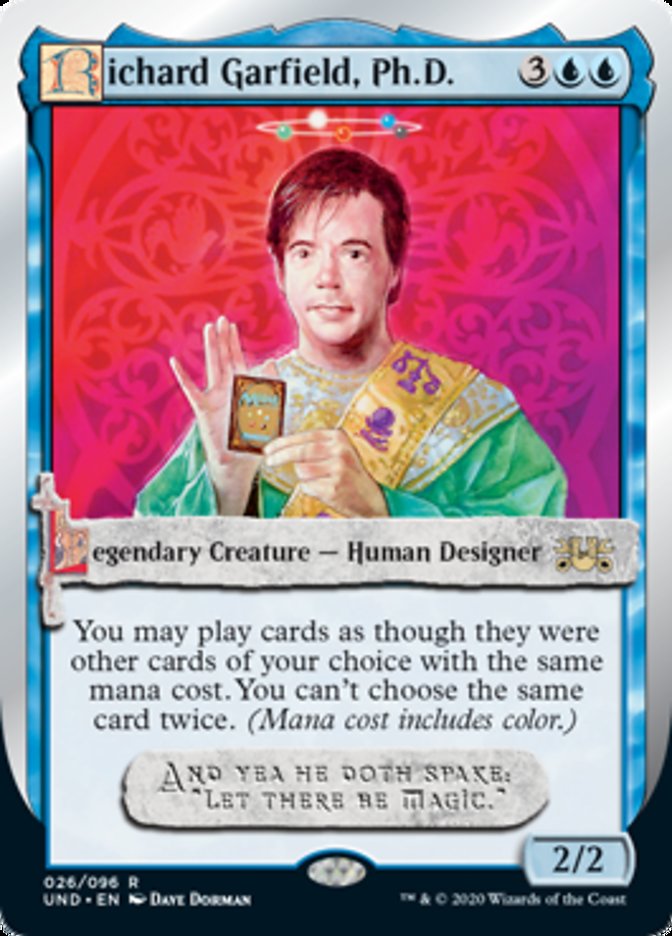 Richard Garfield, Ph.D. 3
Legendary Creature — Human Designer
You may play cards as though they were
other cards of your choice with the same
mana cost. You can't choose the same
card twice. (Mana cost includes color.)
And yea he doth spake:
"Let there be Magic."
2/2
026/096 R
UND • EN Dave Dorman
™ & © 2020 Wizards of the Coast